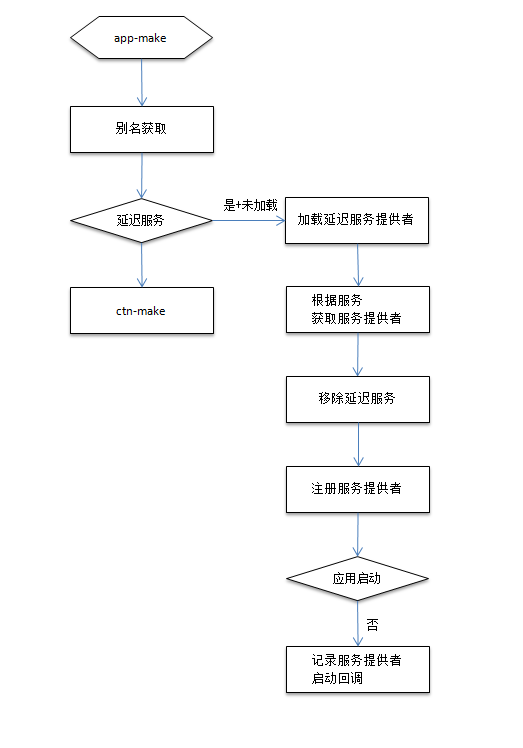 app-make
别名获取
延迟服务
是+未加载
加载延迟服务提供者
ctn-make
根据服务
获取服务提供者
移除延迟服务
注册服务提供者
应用启动
否
记录服务提供者
启动回调